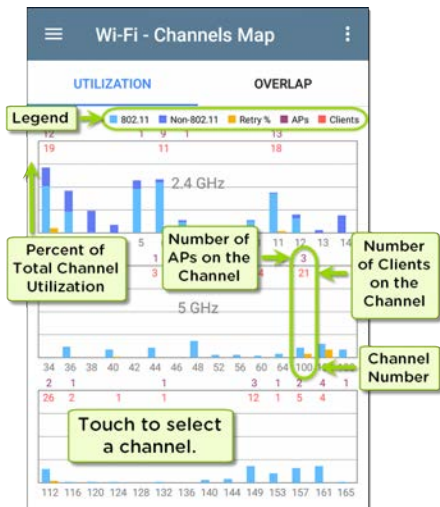 Wi-Fi - Channels Map
UTILIZATION OVERLAP
Legend
802.11 Non-802.11 Retry % APs Clients
12 1 9 1 13
19 11 18
2.4 GHz
Percent of
Total Channel
Utilization
5 6 11 12 13 14
Number of
APs on the
Channel
Number
of Clients
on the
Channel
1 3
3 4 21
5 GHz
Channel
Number
34 36 38 40 42 44 46 48 52 56 60 64 100
2 1 1 3 1 2 4 1
26 2 1 1 12 1 5 4
Touch to select
a channel.
112 116 120 124 128 132 136 140 144 149 153 157 161 165